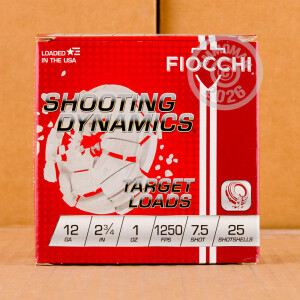 LOADED IN THE USA
FIOCCHI
SHOOTING
DYNAMICS
TARGET
LOADS
12 2¾ 1 1250 7.5 25
GA IN OZ FPS SHOT SHOTSHELLS
2026